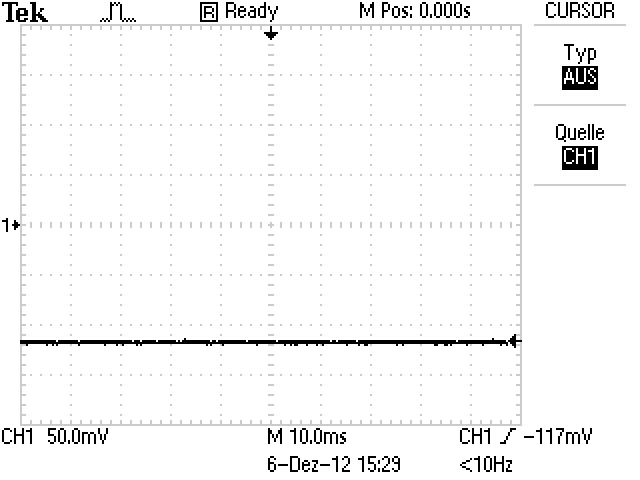 Tek R Ready M Pos: 0.000s CURSOR
Typ
AUS
Quelle
CH1
1
CH1 50.0mV M 10.0ms CH1 -117mV
6-Dez-12 15:29 <10Hz